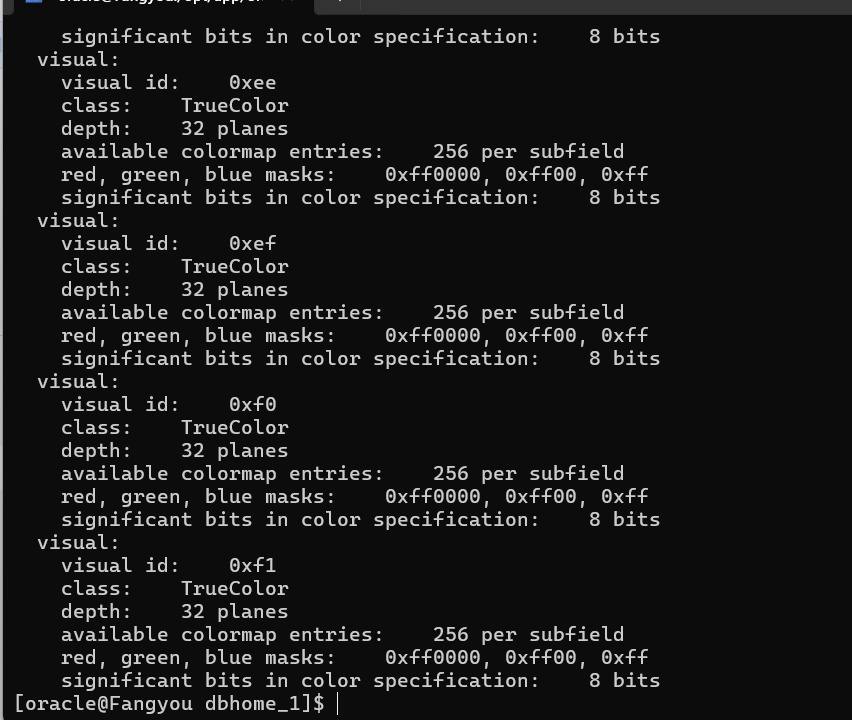 significant bits in color specification:    8 bits
visual:
visual id:    0xee
class:    TrueColor
depth:    32 planes
available colormap entries:    256 per subfield
red, green, blue masks:    0xff0000, 0xff00, 0xff
significant bits in color specification:    8 bits
visual:
visual id:    0xef
class:    TrueColor
depth:    32 planes
available colormap entries:    256 per subfield
red, green, blue masks:    0xff0000, 0xff00, 0xff
significant bits in color specification:    8 bits
visual:
visual id:    0xf0
class:    TrueColor
depth:    32 planes
available colormap entries:    256 per subfield
red, green, blue masks:    0xff0000, 0xff00, 0xff
significant bits in color specification:    8 bits
visual:
visual id:    0xf1
class:    TrueColor
depth:    32 planes
available colormap entries:    256 per subfield
red, green, blue masks:    0xff0000, 0xff00, 0xff
significant bits in color specification:    8 bits
[oracle@Fangyou dbhome_1]$